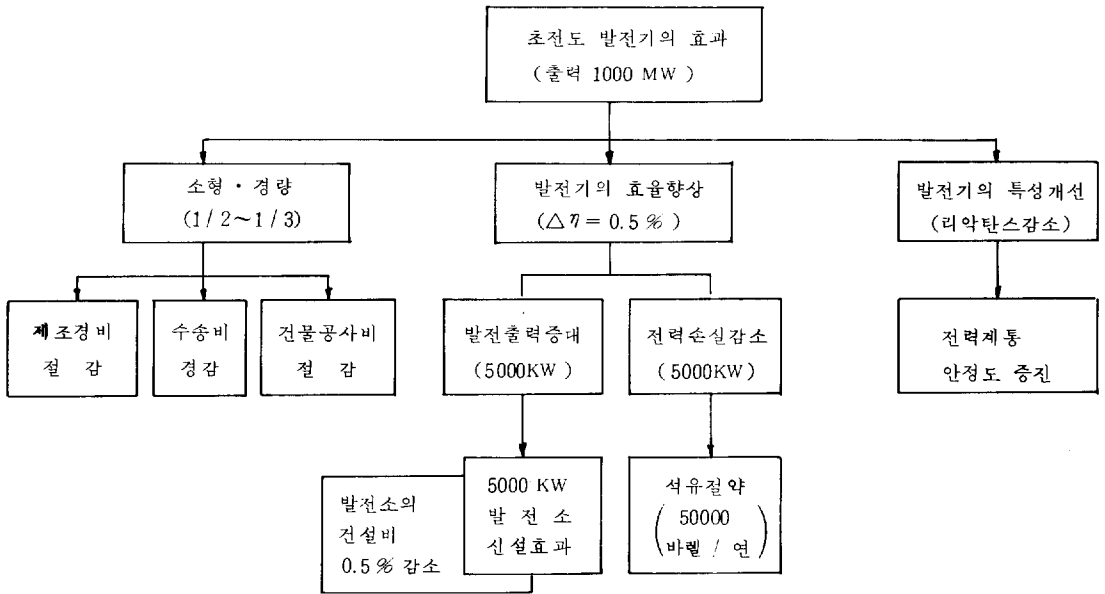 초전도 발전기의 효과
(출력 1000 MW)
소형·경량
(1/2~1/3)
발전기의 효율향상
(△η=0.5%)
발전기의 특성개선
(리악탄스감소)
제조경비
절 감
수송비
경감
건물공사비
절 감
발전출력증대
(5000KW)
전력손실감소
(5000KW)
전력계통
안정도 증진
발전소의
건설비
0.5% 감소
5000 KW
발 전 소
신설효과
석유절약
(50000
바렐 / 연)